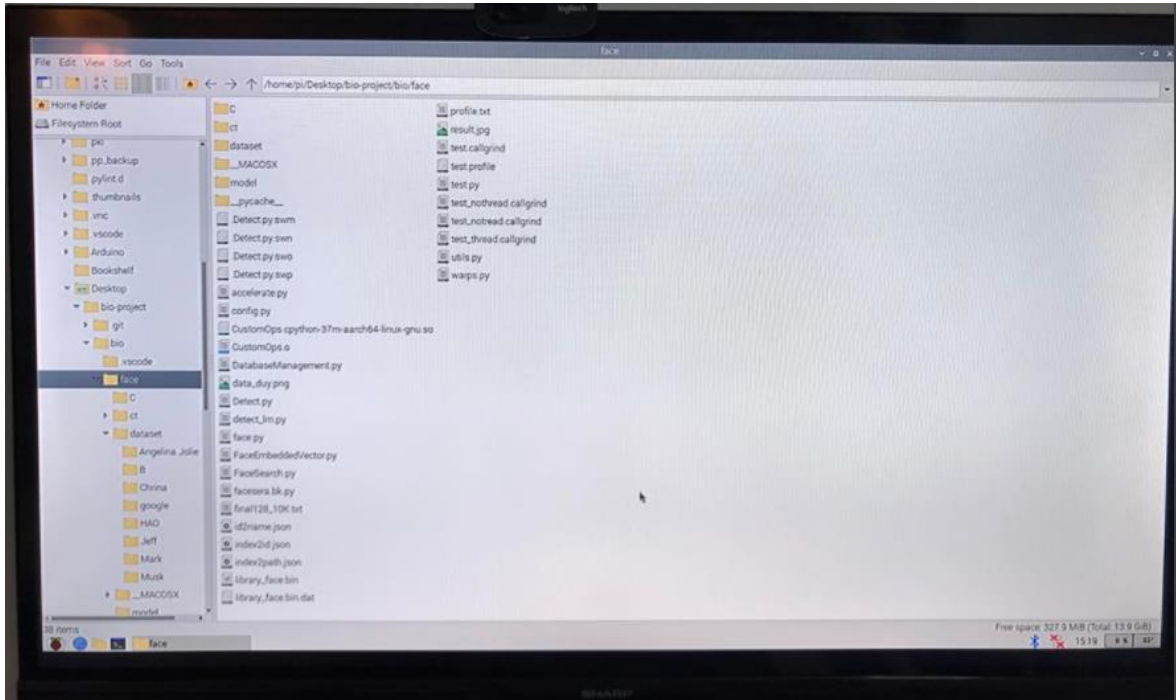 logitech
face
File Edit View Sort Go Tools
/home/pi/Desktop/bio-project/bio/face
Home Folder
Filesystem Root
pki
pp_backup
pylint.d
.thumbnails
.vnc
.vscode
Arduino
Bookshelf
Desktop
bio-project
git
bio
.vscode
face
C
ct
dataset
Angelina Jolie
B
Chrina
google
HAO
Jeff
Mark
Musk
__MACOSX
model
C
ct
dataset
__MACOSX
model
__pycache__
.Detect.py.swm
.Detect.py.swn
.Detect.py.swo
.Detect.py.swp
accelerate.py
config.py
CustomOps.cpython-37m-aarch64-linux-gnu.so
CustomOps.o
DatabaseManagement.py
data_duy.png
Detect.py
detect_lm.py
face.py
FaceEmbeddedVector.py
FaceSearch.py
facesera.bk.py
final128_10K.txt
id2name.json
index2id.json
index2path.json
library_face.bin
library_face.bin.dat
profile.txt
result.jpg
test.callgrind
test.profile
test.py
test_nothread.callgrind
test_notread.callgrind
test_thread.callgrind
utils.py
warps.py
38 items
Free space: 327.9 MiB (Total: 13.9 GiB)
face
15:19
SHARP